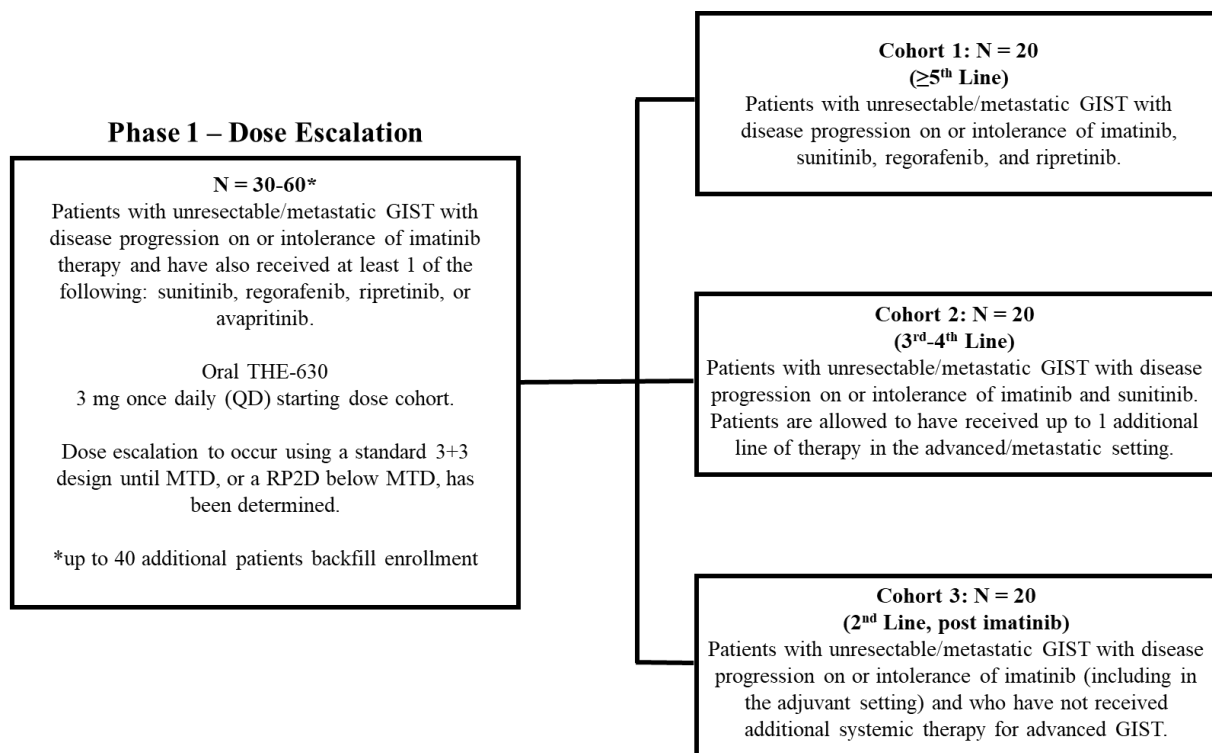 Phase 1 – Dose Escalation
N = 30-60*
Patients with unresectable/metastatic GIST with
disease progression on or intolerance of imatinib
therapy and have also received at least 1 of the
following: sunitinib, regorafenib, ripretinib, or
avapritinib.
Oral THE-630
3 mg once daily (QD) starting dose cohort.
Dose escalation to occur using a standard 3+3
design until MTD, or a RP2D below MTD, has
been determined.
*up to 40 additional patients backfill enrollment
Cohort 1: N = 20
(≥5th Line)
Patients with unresectable/metastatic GIST with
disease progression on or intolerance of imatinib,
sunitinib, regorafenib, and ripretinib.
Cohort 2: N = 20
(3rd-4th Line)
Patients with unresectable/metastatic GIST with disease
progression on or intolerance of imatinib and sunitinib.
Patients are allowed to have received up to 1 additional
line of therapy in the advanced/metastatic setting.
Cohort 3: N = 20
(2nd Line, post imatinib)
Patients with unresectable/metastatic GIST with disease
progression on or intolerance of imatinib (including in
the adjuvant setting) and who have not received
additional systemic therapy for advanced GIST.